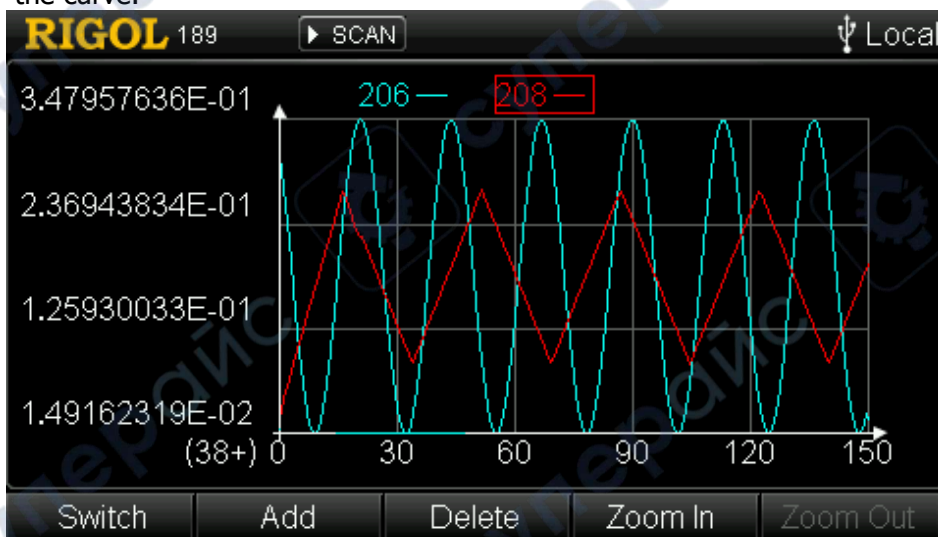 the curve.
RIGOL 189 SCAN Local
206 208
3.47957636E-01
2.36943834E-01
1.25930033E-01
1.49162319E-02
(38+) 0 30 60 90 120 150
Switch Add Delete Zoom In Zoom Out